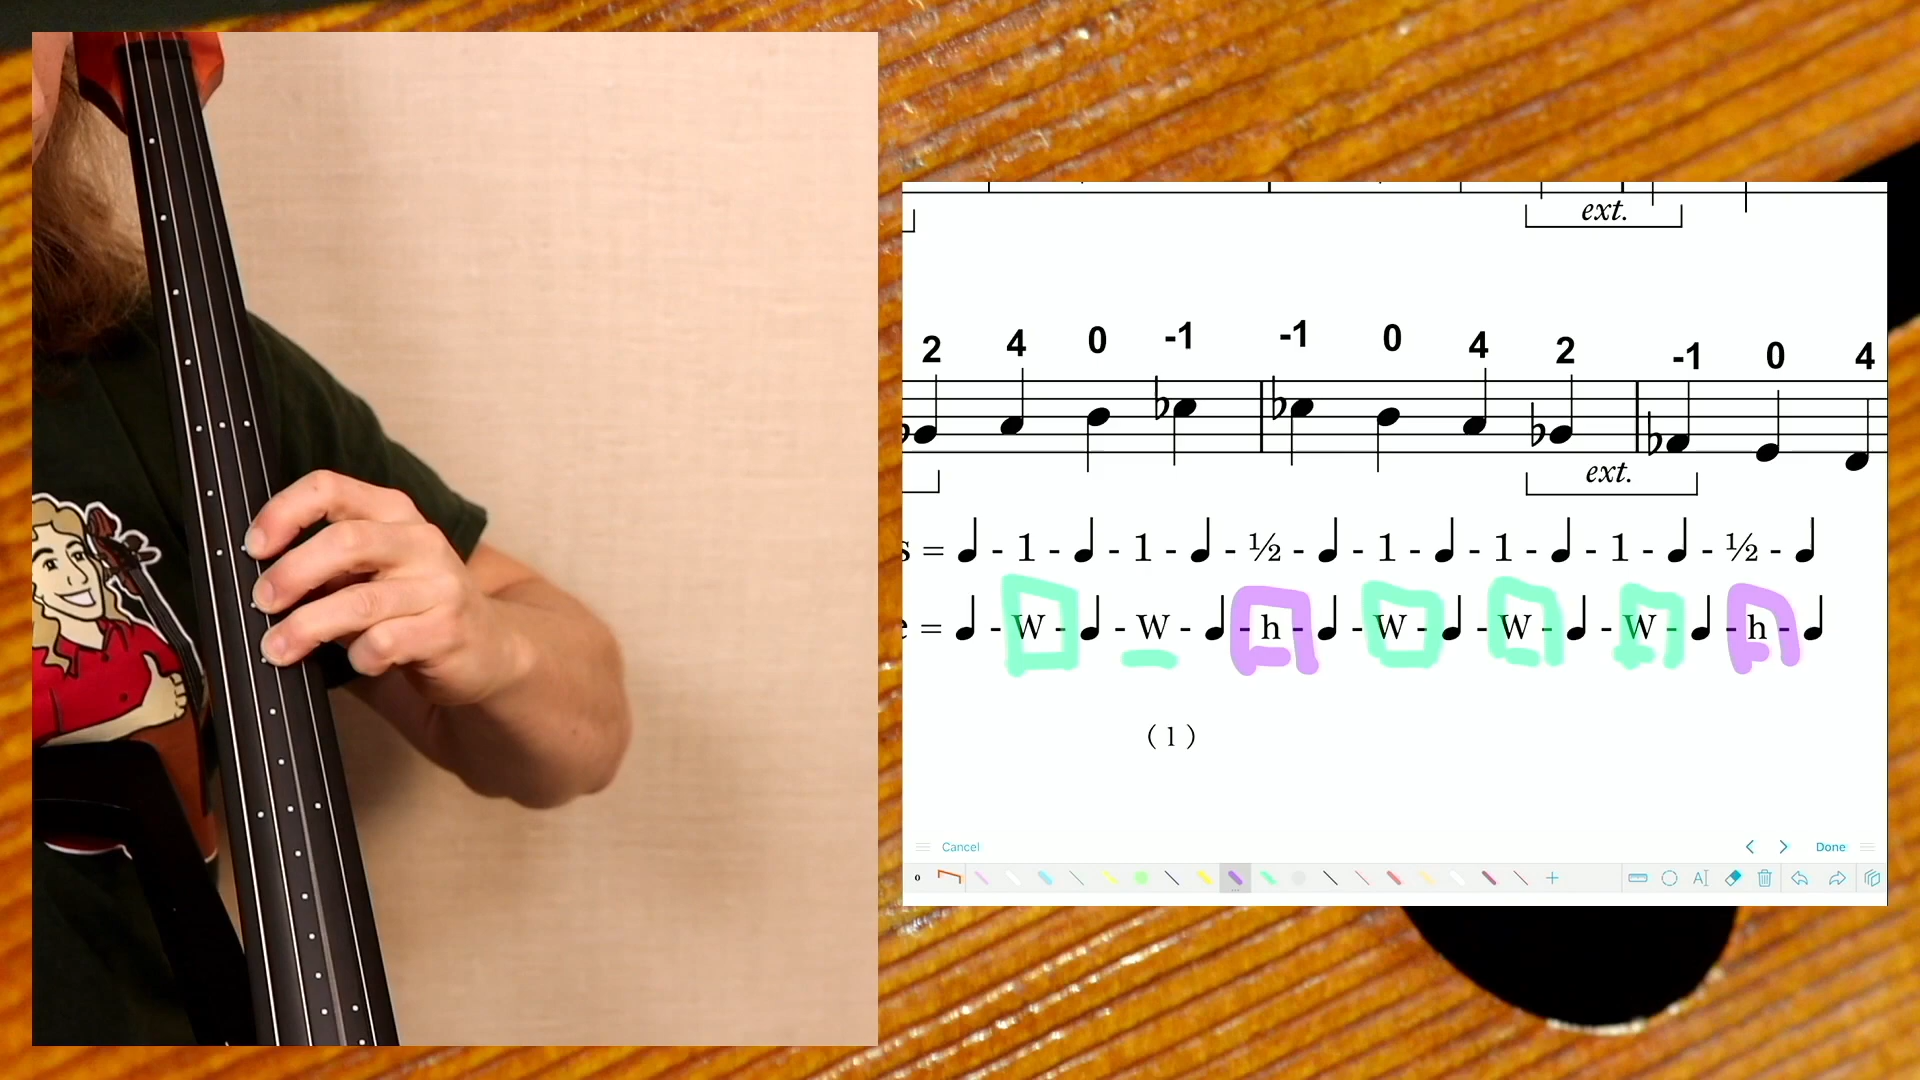 ext.
2 4 0 -1 -1 0 4 2 -1 0 4
ext.
s = - 1 - - 1 - - ½ - - 1 - - 1 - - 1 - - ½ -
e = - W - - W - - h - - W - - W - - W - - h -
( 1 )
Cancel Done